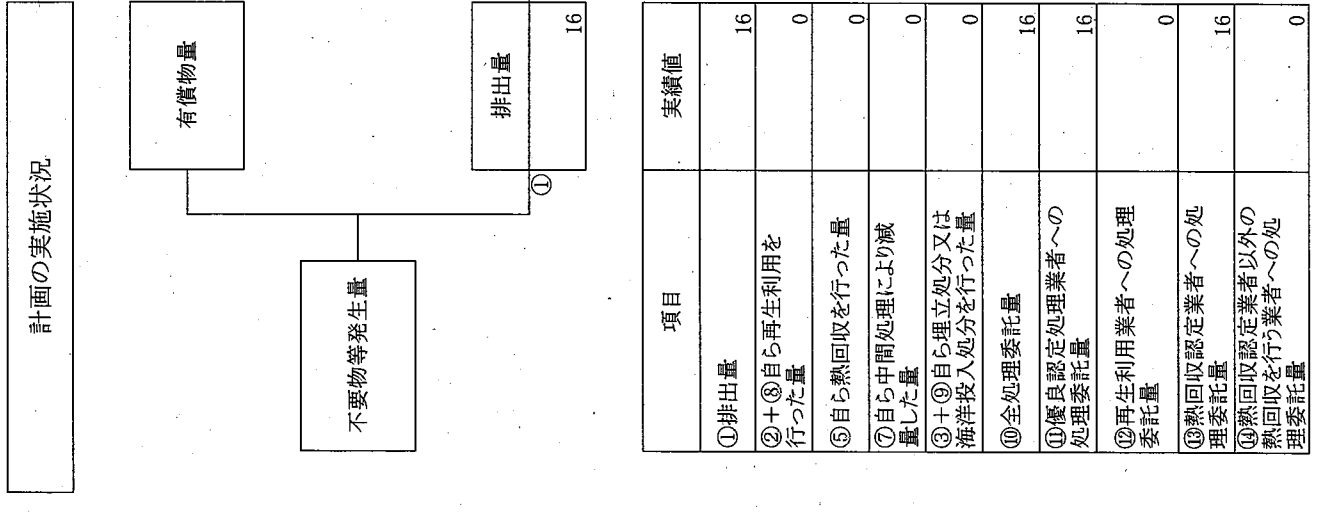 計画の実施状況
有償物量
不要物等発生量
排出量
①
16
項目 実績値
①排出量 16
②+⑧自ら再生利用を
行った量 0
⑤自ら熱回収を行った量 0
⑦自ら中間処理により減
量した量 0
③+⑨自ら埋立処分又は
海洋投入処分を行った量 0
⑩全処理委託量 16
⑪優良認定処理業者への
処理委託量 16
⑫再生利用業者への処理
委託量 0
⑬熱回収認定業者への処
理委託量 16
⑭熱回収認定業者以外の
熱回収を行う業者への処
理委託量 0